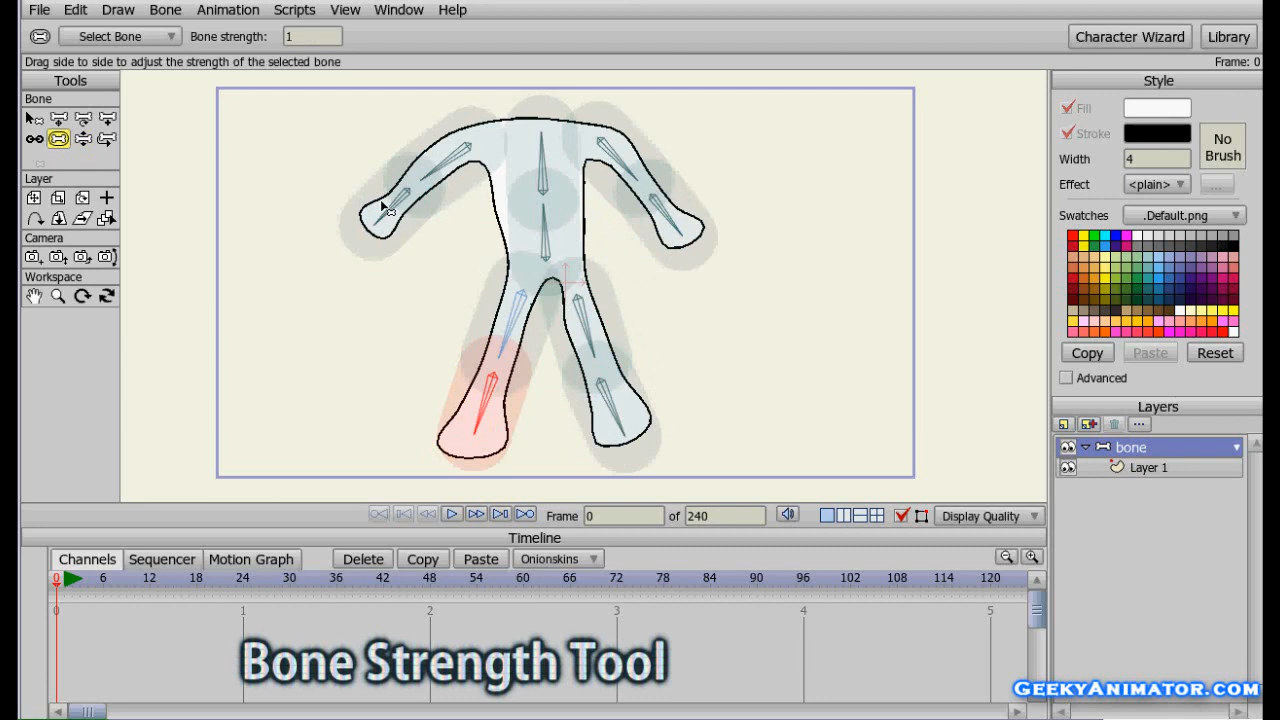 File Edit Draw Bone Animation Scripts View Window Help
Select Bone Bone strength: 1 Character Wizard Library
Drag side to side to adjust the strength of the selected bone Frame: 0
Tools
Bone
Layer
Camera
Workspace
Style
Fill
Stroke
No Brush
Width 4
Effect <plain> ...
Swatches .Default.png
Copy Paste Reset
Advanced
Layers
bone
Layer 1
Frame 0 of 240 Display Quality
Timeline
Channels Sequencer Motion Graph Delete Copy Paste Onionskins
0 6 12 18 24 30 36 42 48 54 60 66 72 78 84 90 96 102 108 114 120
0 1 2 3 4 5
Bone Strength Tool
GeekyAnimator.com